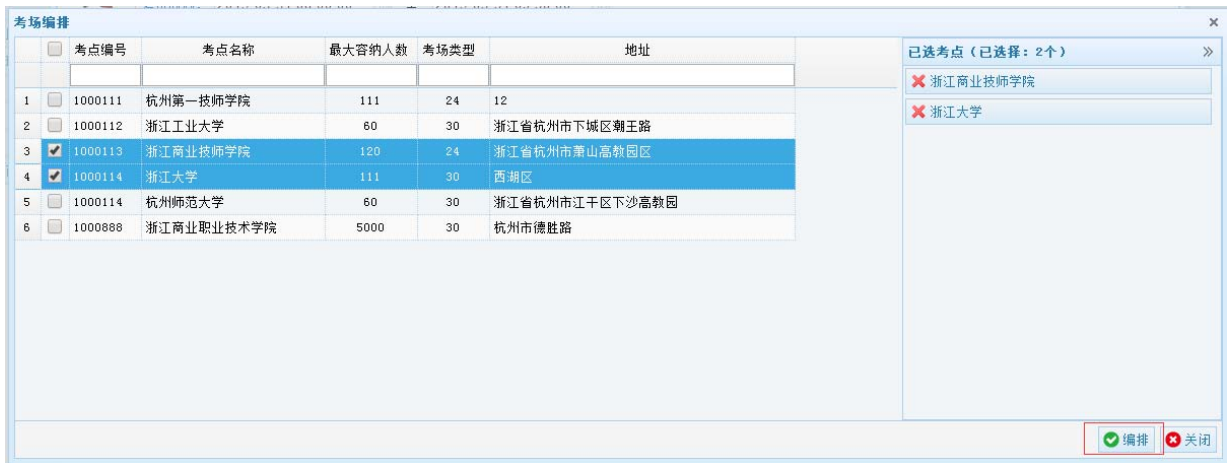 考场编排
考点编号 考点名称 最大容纳人数 考场类型 地址
1 1000111 杭州第一技师学院 111 24 12
2 1000112 浙江工业大学 60 30 浙江省杭州市下城区潮王路
3 1000113 浙江商业技师学院 120 24 浙江省杭州市萧山高教园区
4 1000114 浙江大学 111 30 西湖区
5 1000114 杭州师范大学 60 30 浙江省杭州市江干区下沙高教园
6 1000888 浙江商业职业技术学院 5000 30 杭州市德胜路
已选考点（已选择：2个）
浙江商业技师学院
浙江大学
编排 关闭